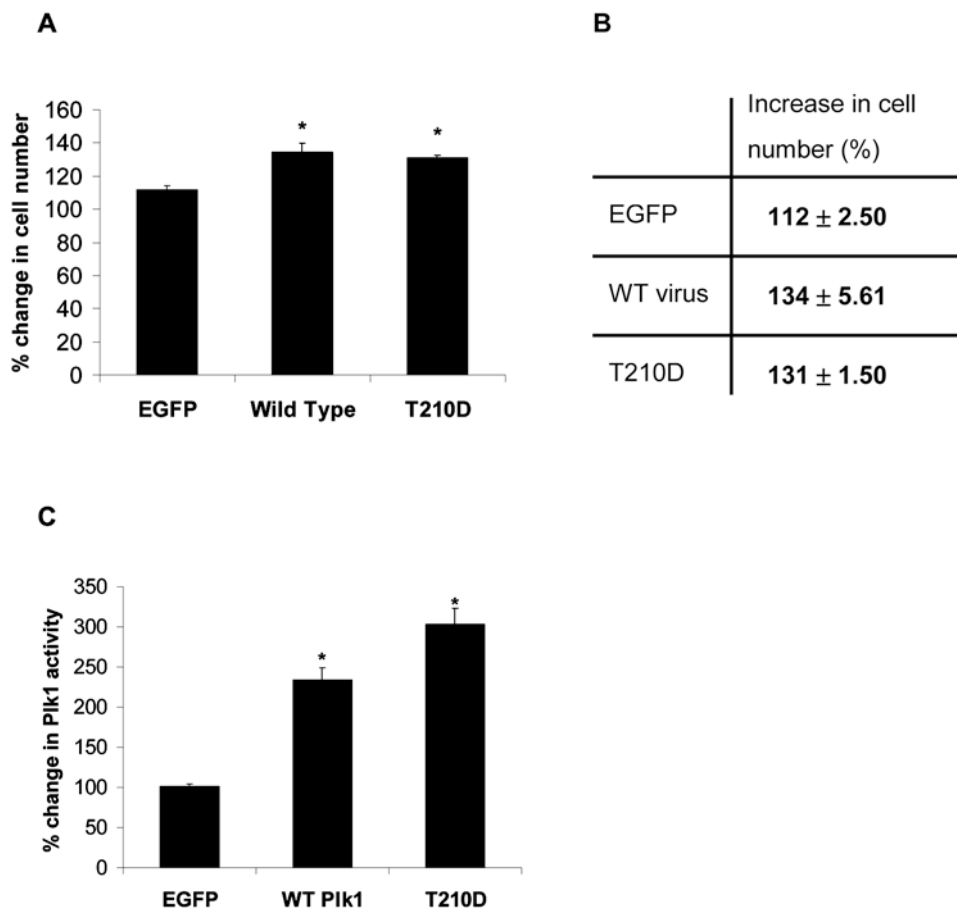 A
% change in cell number
160
140
120
100
80
60
40
20
0
* *
EGFP Wild Type T210D
B
Increase in cell
number (%)
EGFP 112 ± 2.50
WT virus 134 ± 5.61
T210D 131 ± 1.50
C
% change in Plk1 activity
350
300
250
200
150
100
50
0
* *
EGFP WT Plk1 T210D